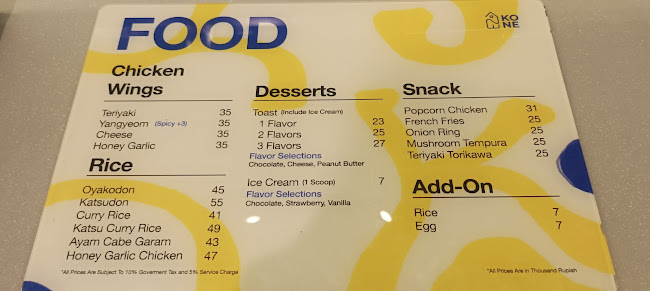 FOOD
KO
NE
Chicken
Wings
Teriyaki 35
Yangyeom (Spicy +3) 35
Cheese 35
Honey Garlic 35
Rice
Oyakodon 45
Katsudon 55
Curry Rice 41
Katsu Curry Rice 49
Ayam Cabe Garam 43
Honey Garlic Chicken 47
*All Prices Are Subject To 10% Goverment Tax and 5% Service Charge
Desserts
Toast (Include Ice Cream)
1 Flavor 23
2 Flavors 25
3 Flavors 27
Flavor Selections
Chocolate, Cheese, Peanut Butter
Ice Cream (1 Scoop) 7
Flavor Selections
Chocolate, Strawberry, Vanilla
Snack
Popcorn Chicken 31
French Fries 25
Onion Ring 25
Mushroom Tempura 25
Teriyaki Torikawa 25
Add-On
Rice 7
Egg 7
*All Prices Are in Thousand Rupiah